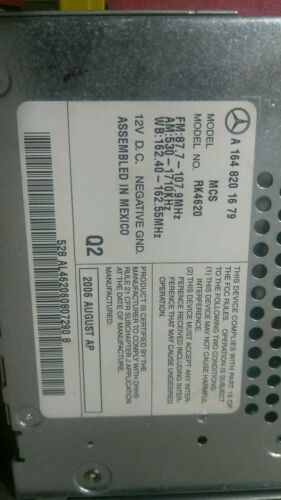 A 164 820 16 79
MCS
MODEL NO. RK4620
FM:87.7-107.9MHz
AM:530-1710KHz
WB:162.40-162.55MHz
12V D.C. NEGATIVE GND.
ASSEMBLED IN MEXICO
Q2
THIS DEVICE COMPLIES WITH PART 15 OF
THE FCC RULES. OPERATION IS SUBJECT
TO THE FOLLOWING TWO CONDITIONS:
(1) THIS DEVICE MAY NOT CAUSE HARMFUL
INTERFERENCE, AND
(2) THIS DEVICE MUST ACCEPT ANY INTER-
FERENCE RECEIVED INCLUDING ANY INTER-
FERENCE THAT MAY CAUSE UNDESIRED
OPERATION.
PRODUCT IS CERTIFIED BY THE
MANUFACTURER TO COMPLY WITH DHHS
RULE 21 CFR SUBCHAPTER J APPLICATION
AT THE DATE OF MANUFACTURE.
2006 AUGUST AP